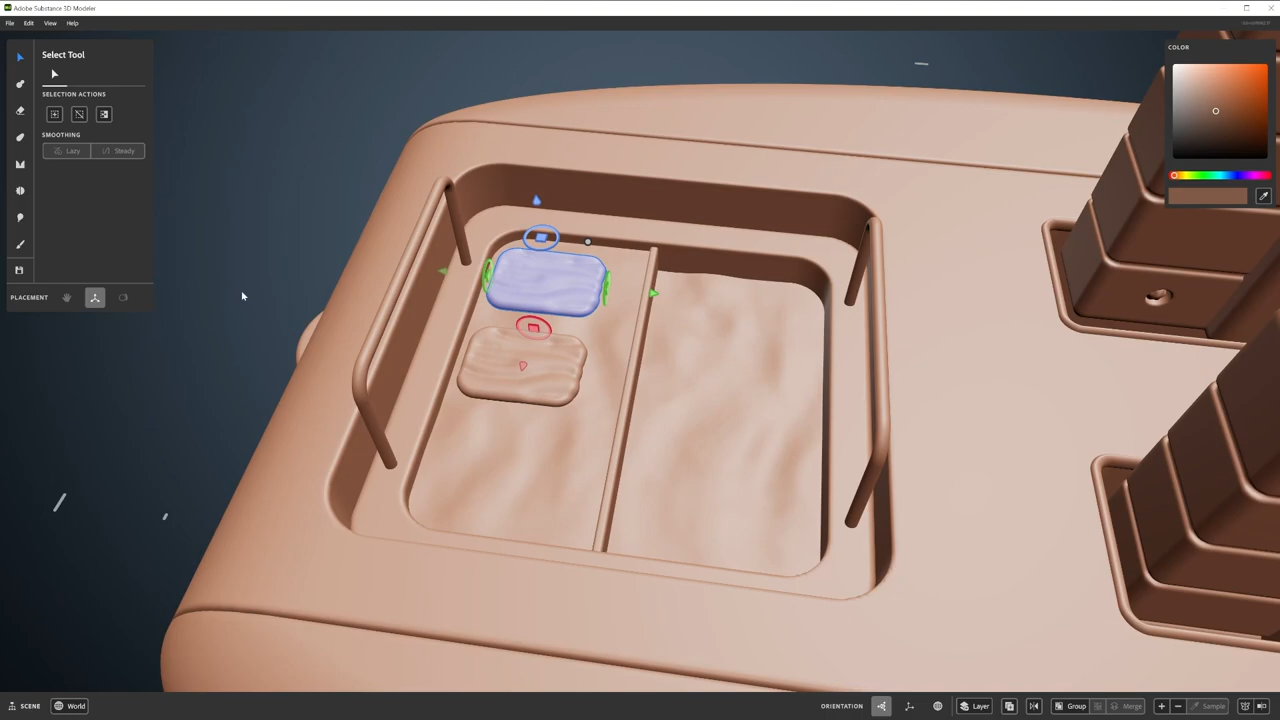 Adobe Substance 3D Modeler
File Edit View Help
Select Tool
SELECTION ACTIONS
SMOOTHING
Lazy Steady
PLACEMENT
COLOR
SCENE World
ORIENTATION Layer Group Merge Sample